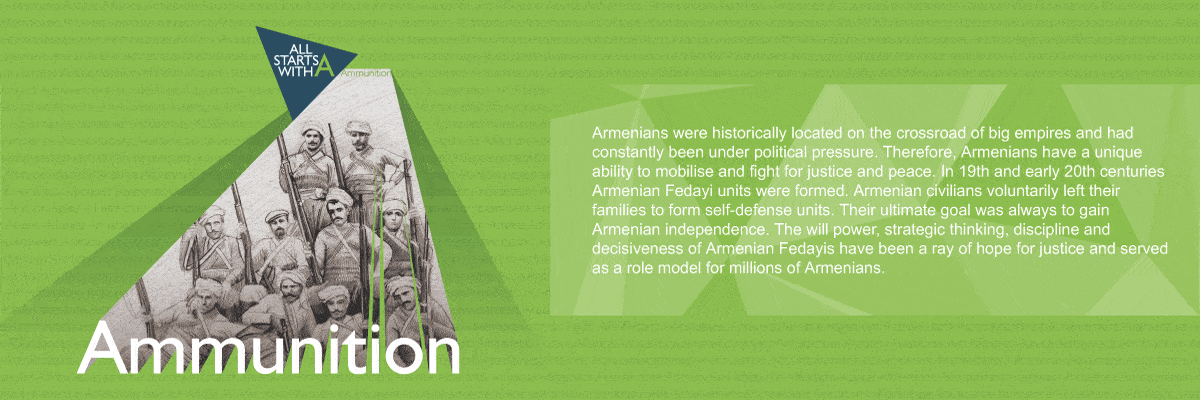 ALL
STARTS
WITH A
Ammunition
Armenians were historically located on the crossroad of big empires and had
constantly been under political pressure. Therefore, Armenians have a unique
ability to mobilise and fight for justice and peace. In 19th and early 20th centuries
Armenian Fedayi units were formed. Armenian civilians voluntarily left their
families to form self-defense units. Their ultimate goal was always to gain
Armenian independence. The will power, strategic thinking, discipline and
decisiveness of Armenian Fedayis have been a ray of hope for justice and served
as a role model for millions of Armenians.
Ammunition